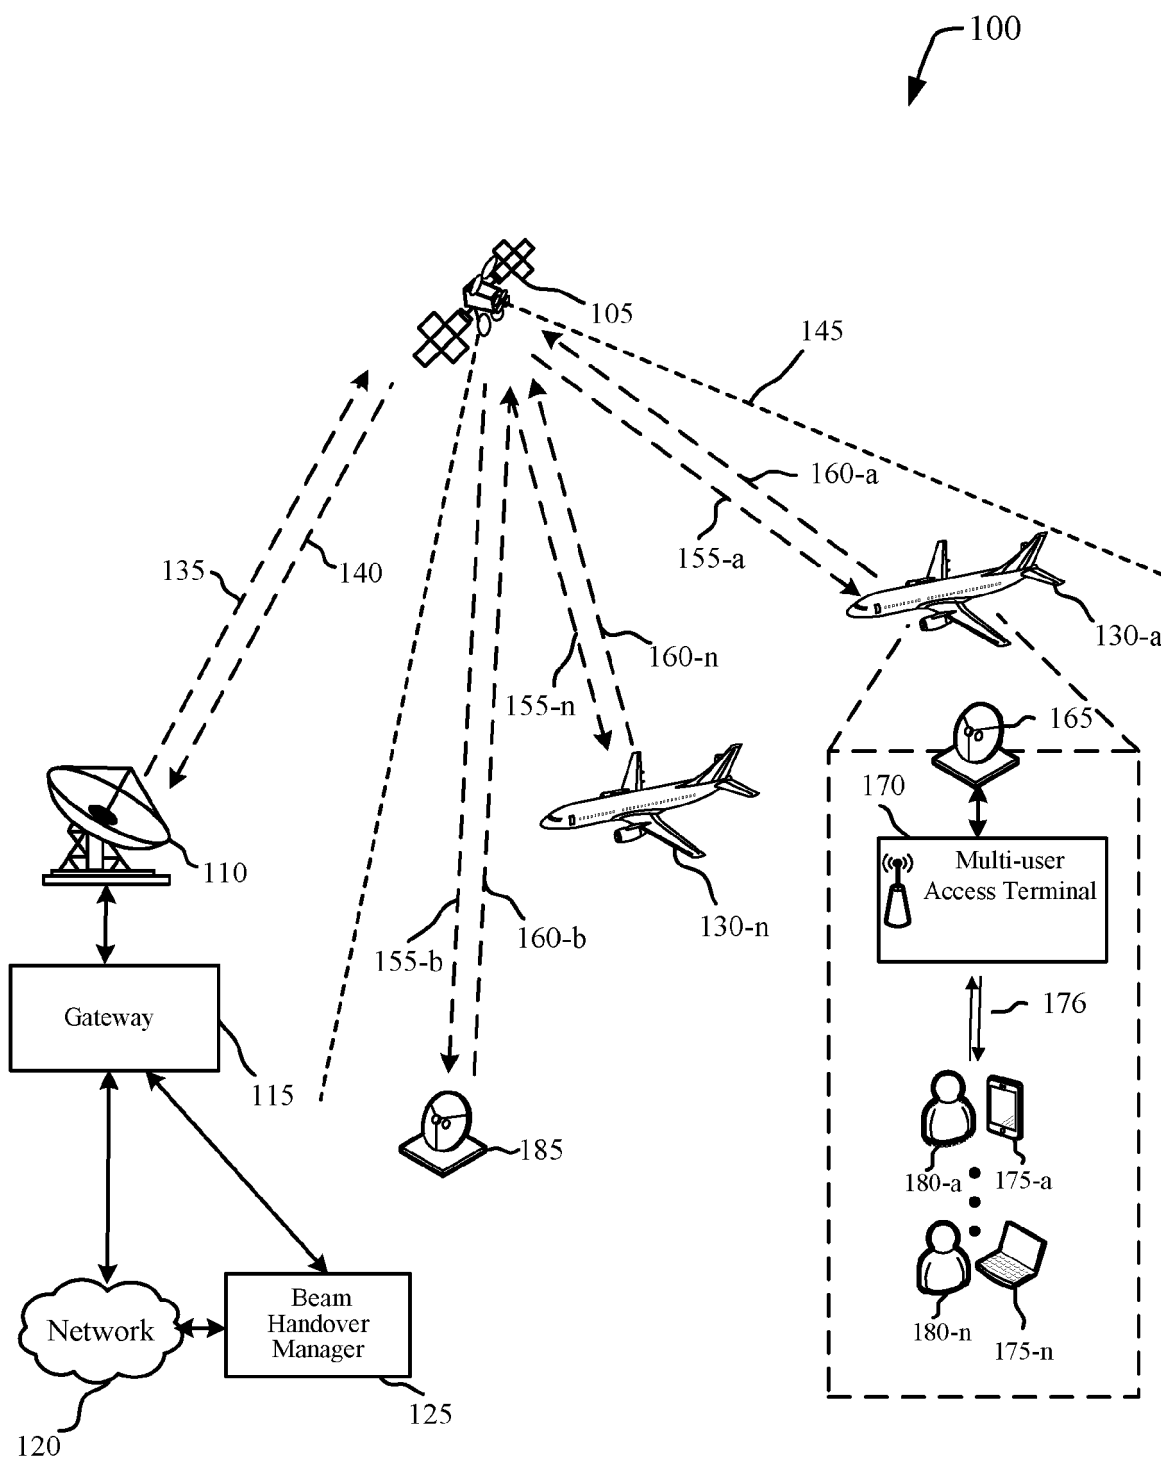 100
105
145
160-a
155-a
135
140
130-a
160-n
155-n
165
170
110
Multi-user
Access Terminal
130-n
160-b
155-b
176
Gateway
115
185
180-a
175-a
Beam
Handover
Manager
Network
180-n
175-n
125
120